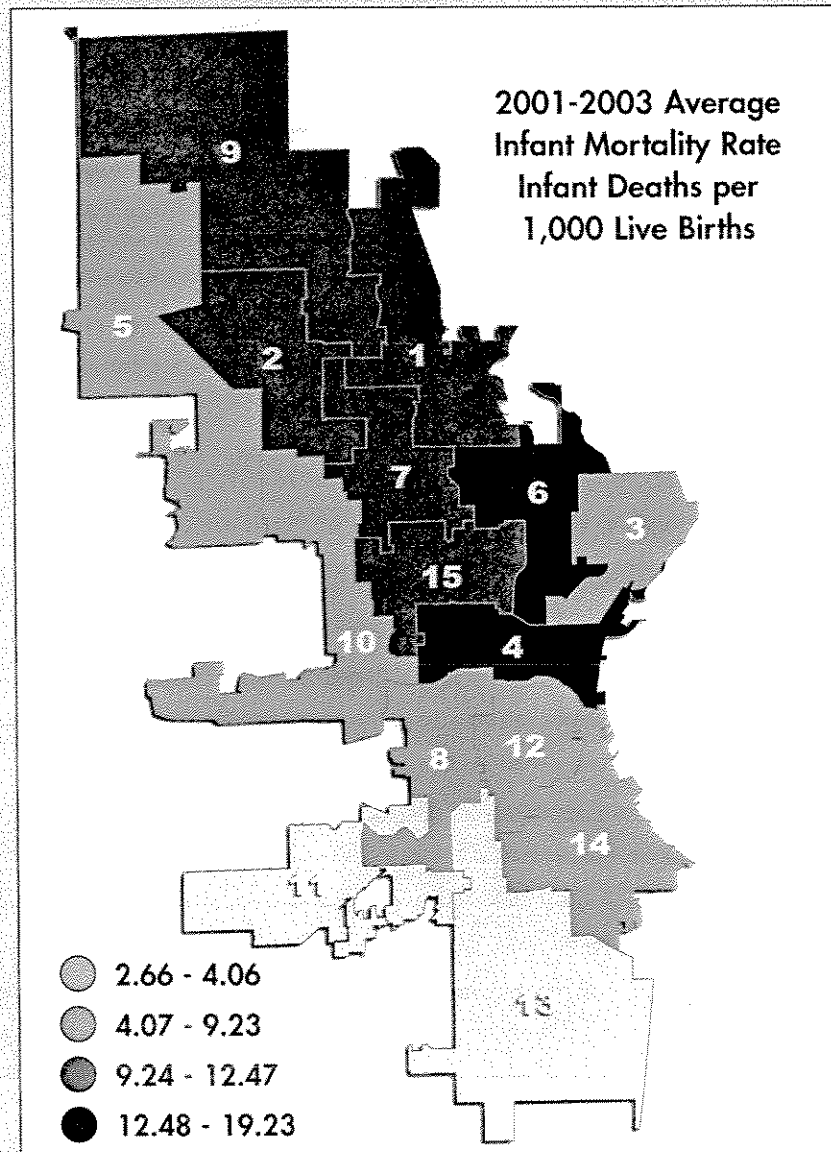 2001-2003 Average
Infant Mortality Rate
Infant Deaths per
1,000 Live Births
9
5
2
1
7
6
3
15
10
4
8
12
14
11
13
2.66 - 4.06
4.07 - 9.23
9.24 - 12.47
12.48 - 19.23